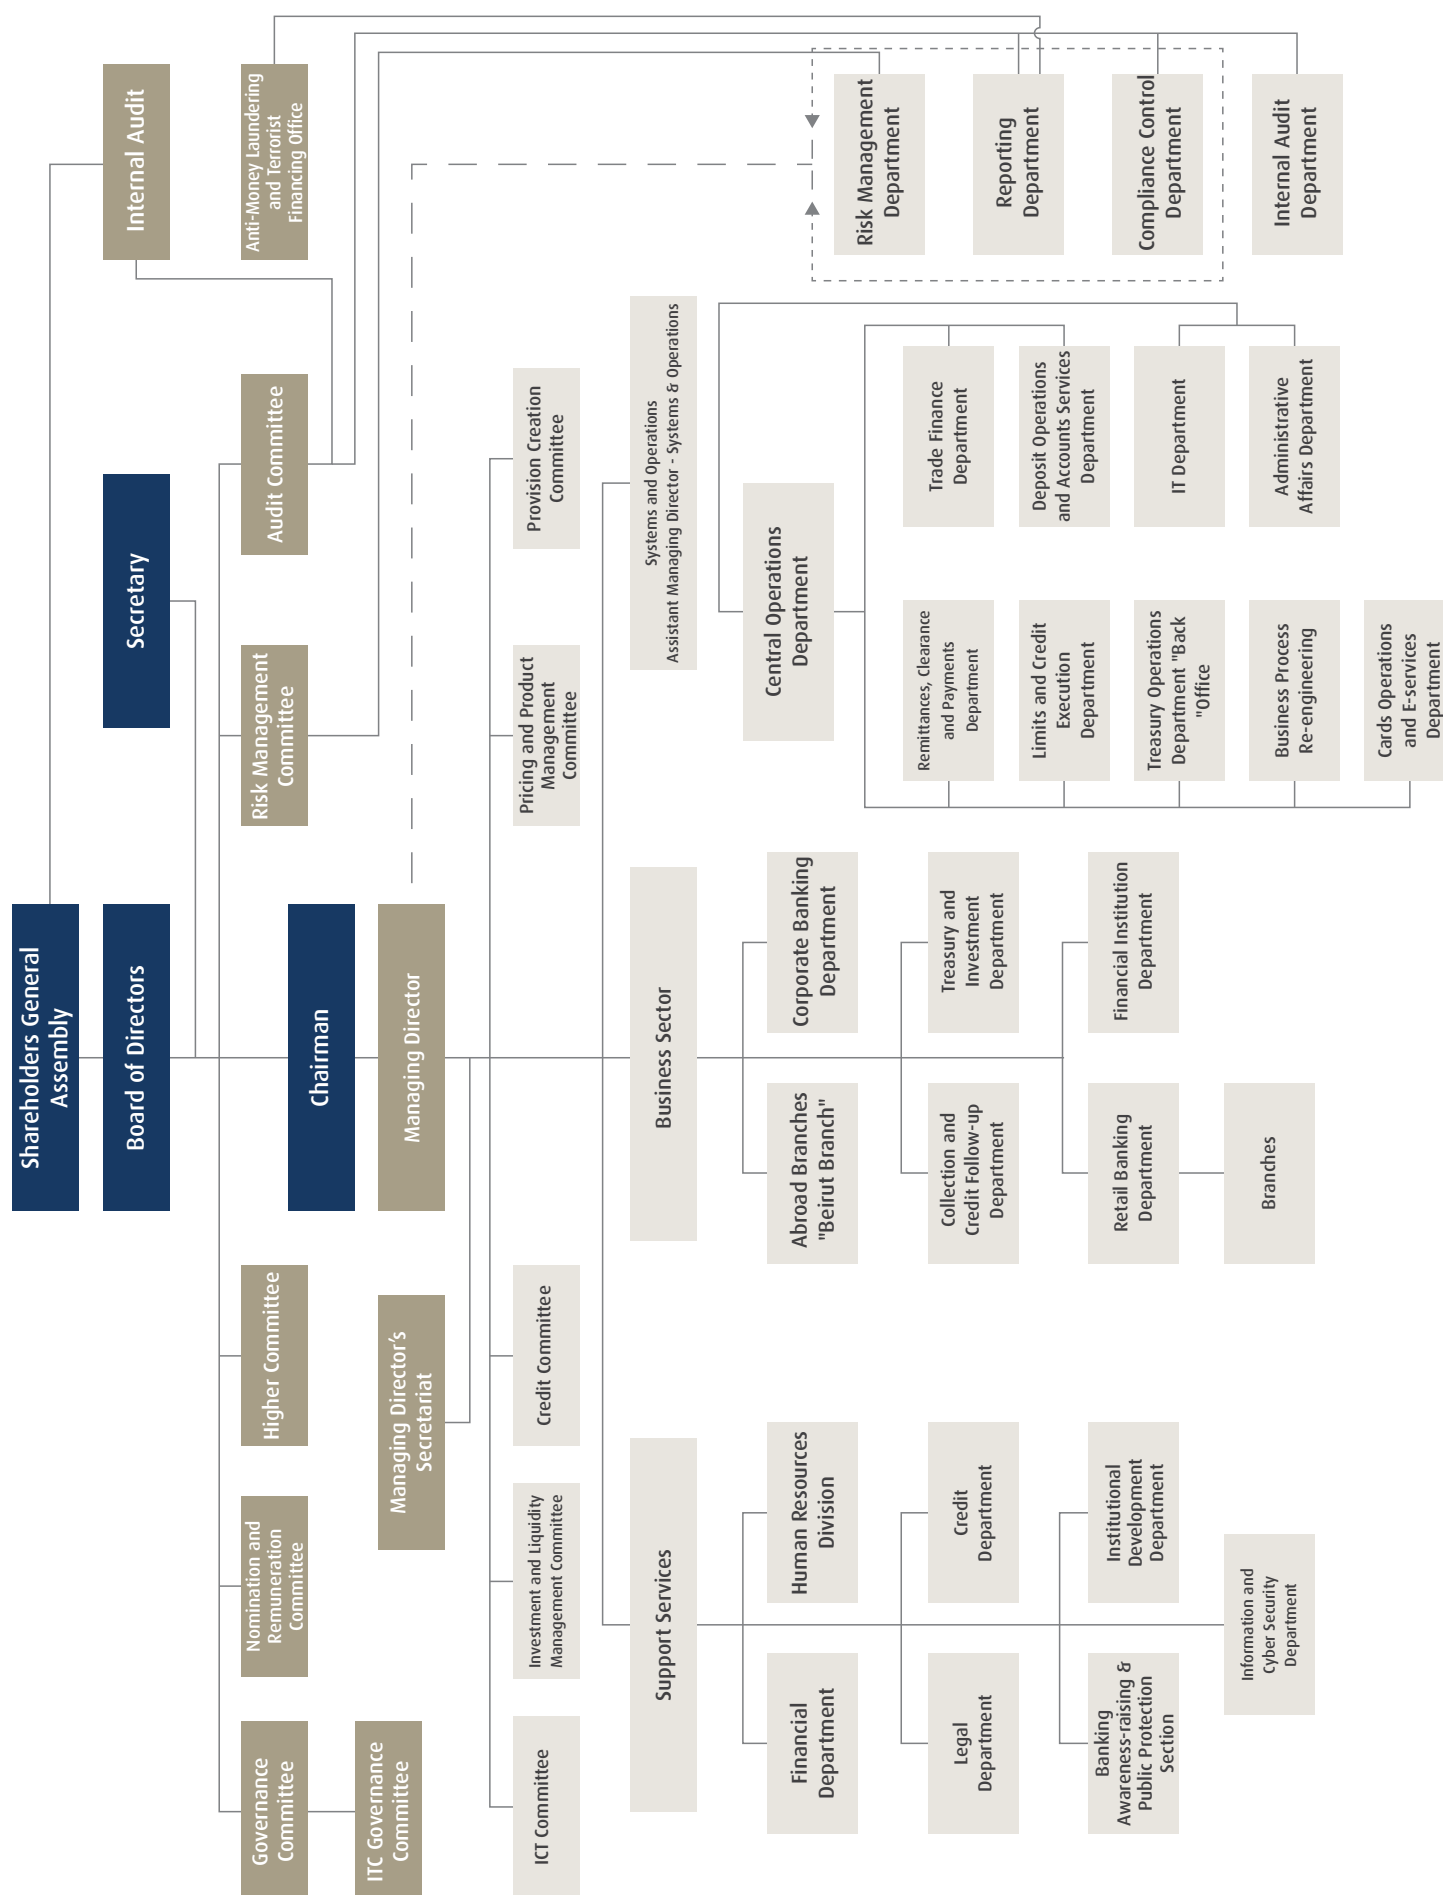 Shareholders General
Assembly
Board of Directors
Internal Audit
Secretary
Governance
Committee
Nomination and
Remuneration
Committee
Higher Committee
Risk Management
Committee
Audit Committee
Anti-Money Laundering
and Terrorist
Financing Office
Chairman
ITC Governance
Committee
Managing Director's
Secretariat
Managing Director
ICT Committee
Investment and Liquidity
Management Committee
Credit Committee
Pricing and Product
Management
Committee
Provision Creation
Committee
Support Services
Business Sector
Systems and Operations
Assistant Managing Director - Systems & Operations
Financial
Department
Human Resources
Division
Legal
Department
Credit
Department
Banking
Awareness-raising &
Public Protection
Section
Institutional
Development
Department
Information and
Cyber Security
Department
Abroad Branches
"Beirut Branch"
Corporate Banking
Department
Collection and
Credit Follow-up
Department
Treasury and
Investment
Department
Retail Banking
Department
Financial Institution
Department
Branches
Central Operations
Department
Remittances, Clearance
and Payments
Department
Trade Finance
Department
Limits and Credit
Execution
Department
Deposit Operations
and Accounts Services
Department
Treasury Operations
Department "Back
"Office
IT Department
Business Process
Re-engineering
Administrative
Affairs Department
Cards Operations
and E-services
Department
Risk Management
Department
Reporting
Department
Compliance Control
Department
Internal Audit
Department